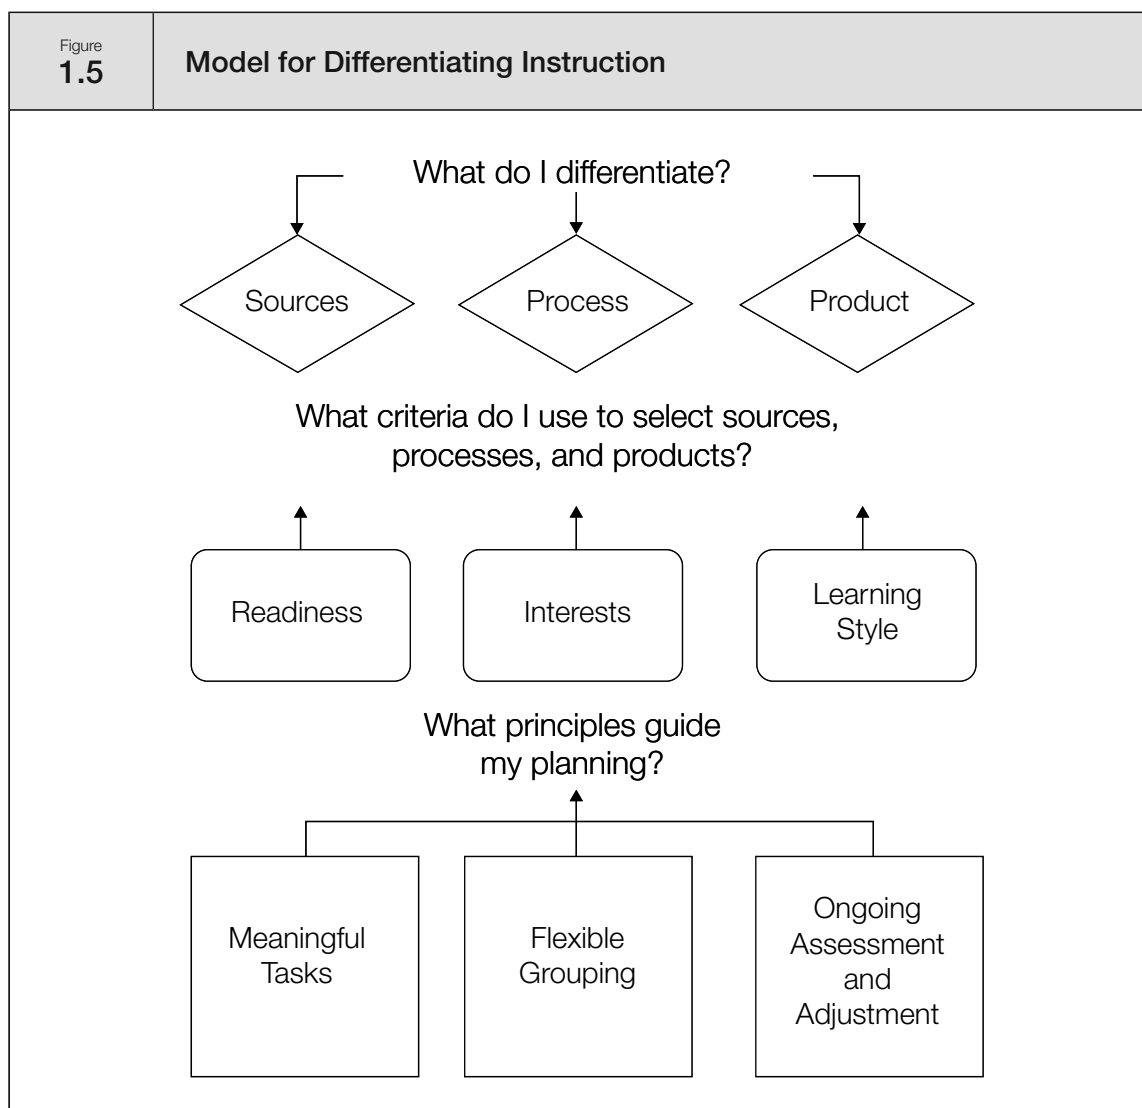 Figure
1.5
Model for Differentiating Instruction
What do I differentiate?
Sources
Process
Product
What criteria do I use to select sources,
processes, and products?
Readiness
Interests
Learning
Style
What principles guide
my planning?
Meaningful
Tasks
Flexible
Grouping
Ongoing
Assessment
and
Adjustment